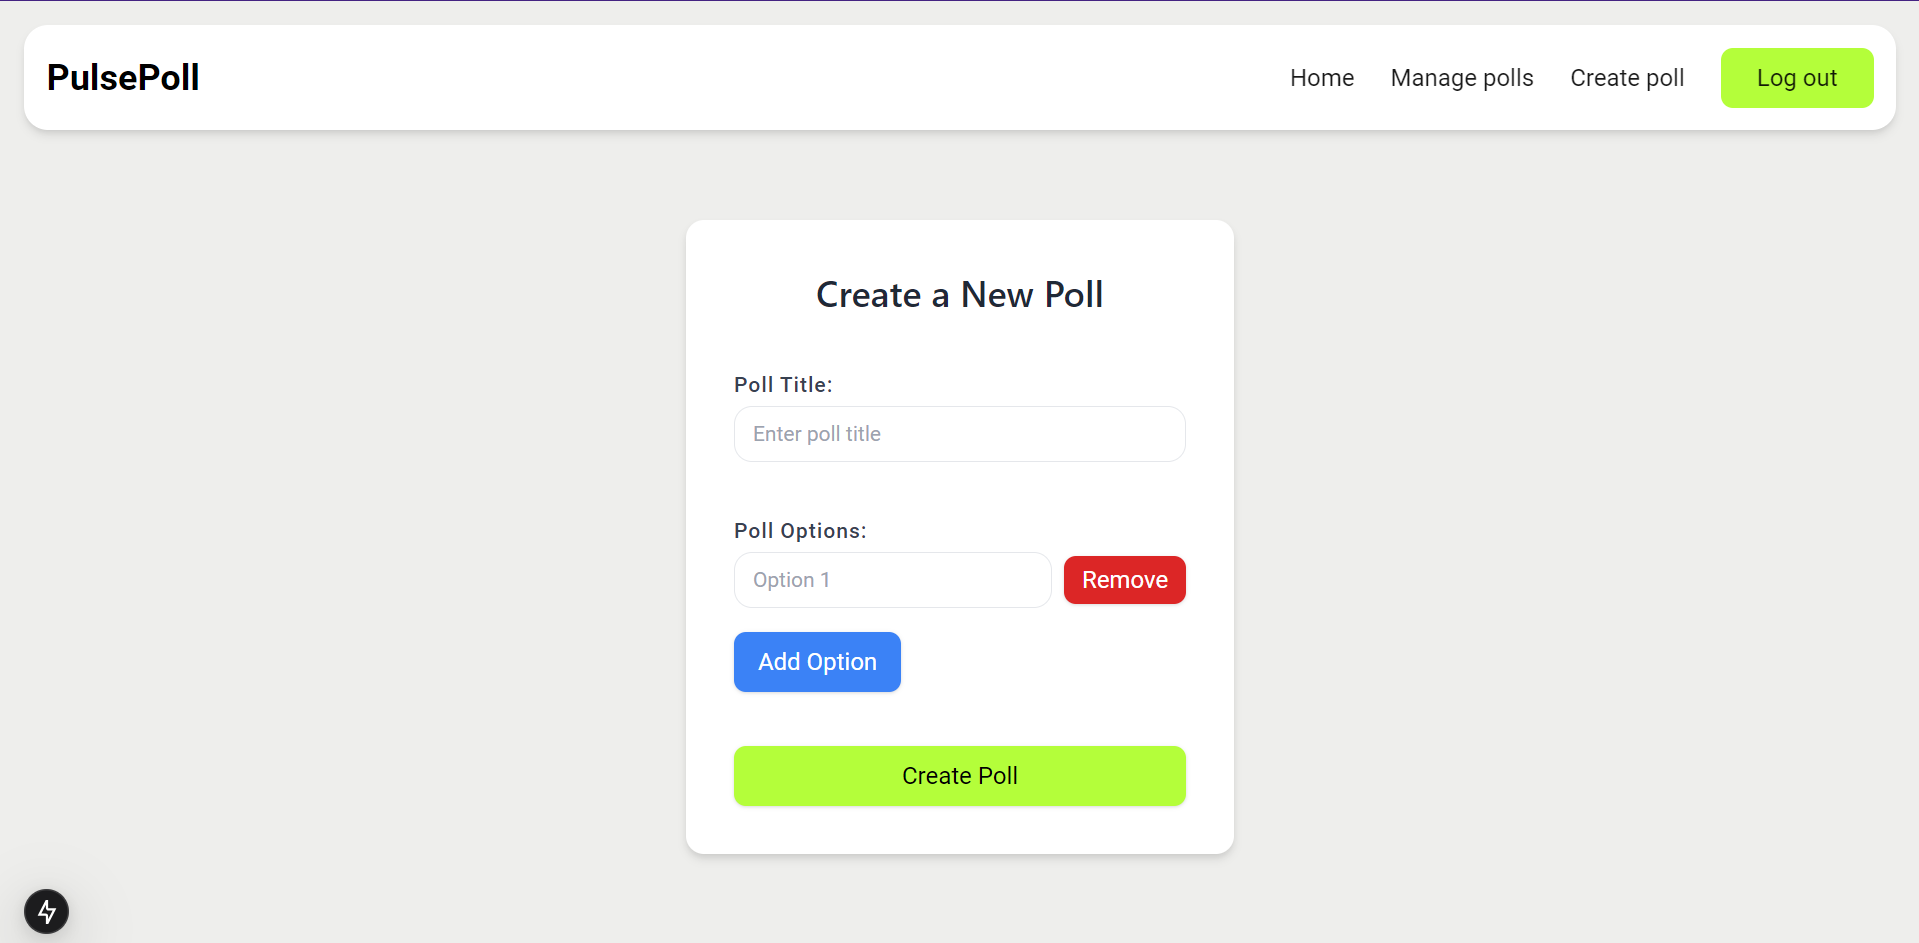 PulsePoll
Home Manage polls Create poll Log out
Create a New Poll
Poll Title:
Enter poll title
Poll Options:
Option 1 Remove
Add Option
Create Poll